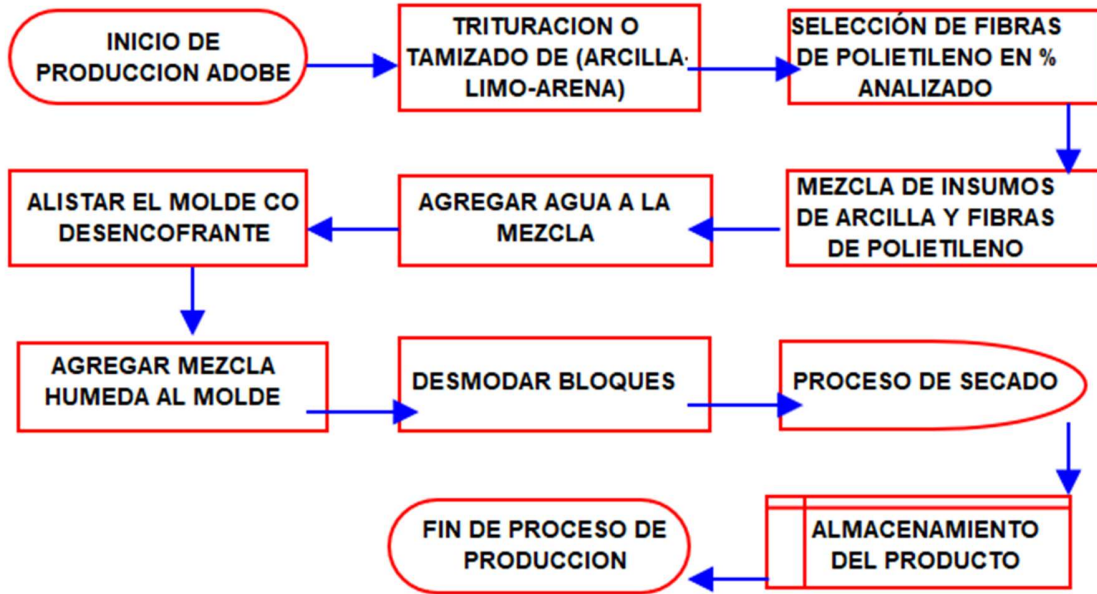 INICIO DE
PRODUCCION ADOBE
TRITURACION O
TAMIZADO DE (ARCILLA-
LIMO-ARENA)
SELECCIÓN DE FIBRAS
DE POLIETILENO EN %
ANALIZADO
MEZCLA DE INSUMOS
DE ARCILLA Y FIBRAS
DE POLIETILENO
AGREGAR AGUA A LA
MEZCLA
ALISTAR EL MOLDE CO
DESENCOFRANTE
AGREGAR MEZCLA
HUMEDA AL MOLDE
DESMODAR BLOQUES
PROCESO DE SECADO
ALMACENAMIENTO
DEL PRODUCTO
FIN DE PROCESO DE
PRODUCCION